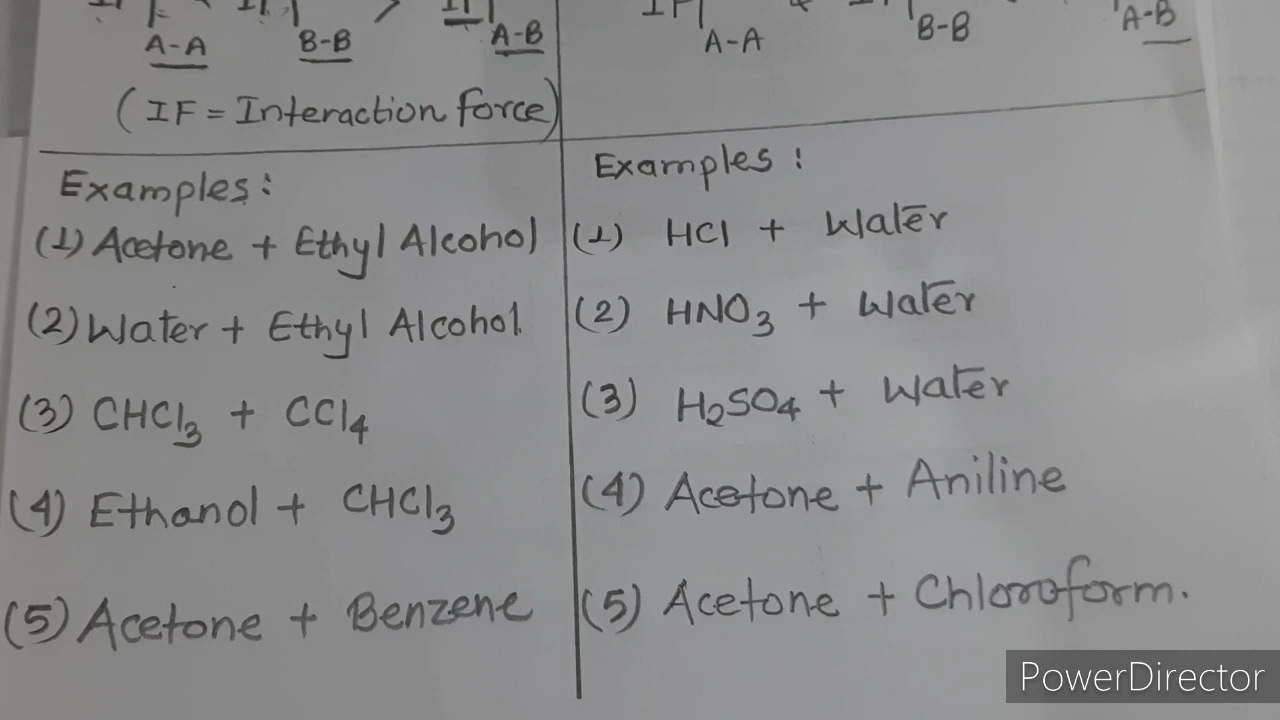 A-A B-B > IF A-B
(IF = Interaction force)
Examples:
(1) Acetone + Ethyl Alcohol
(2) Water + Ethyl Alcohol.
(3) CHCl3 + CCl4
(4) Ethanol + CHCl3
(5) Acetone + Benzene
IF A-A B-B A-B
Examples:
(1) HCl + Water
(2) HNO3 + Water
(3) H2SO4 + Water
(4) Acetone + Aniline
(5) Acetone + Chloroform.
PowerDirector